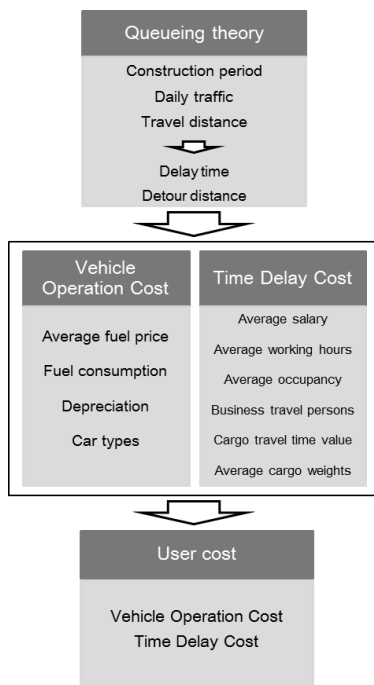 Queueing theory
Construction period
Daily traffic
Travel distance
Delay time
Detour distance
Vehicle
Operation Cost
Average fuel price
Fuel consumption
Depreciation
Car types
Time Delay Cost
Average salary
Average working hours
Average occupancy
Business travel persons
Cargo travel time value
Average cargo weights
User cost
Vehicle Operation Cost
Time Delay Cost